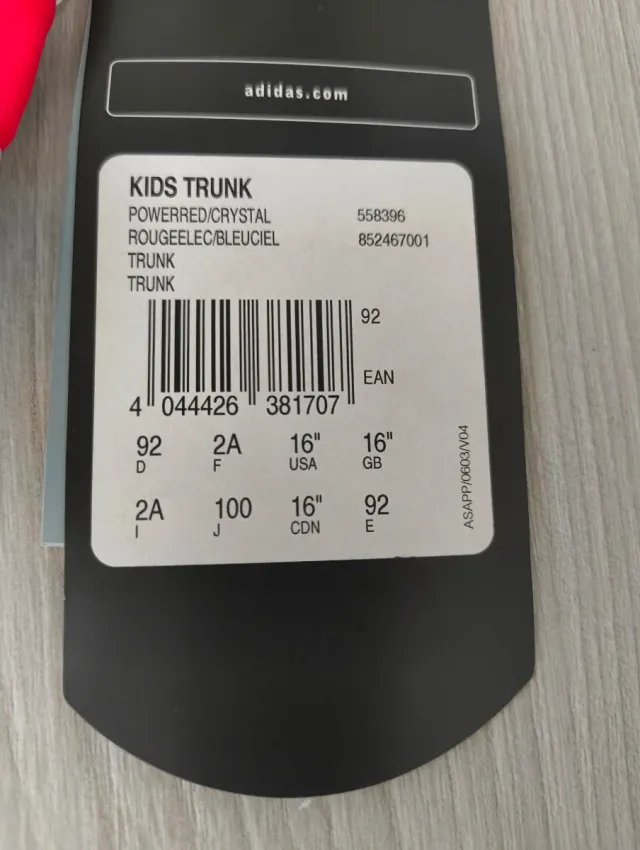 adidas.com
KIDS TRUNK
POWERRED/CRYSTAL 558396
ROUGEELEC/BLEUCIEL 852467001
TRUNK
TRUNK
92
EAN
4 044426 381707
92 2A 16" 16"
D F USA GB
2A 100 16" 92
I J CDN E
ASAPP/0603/V04